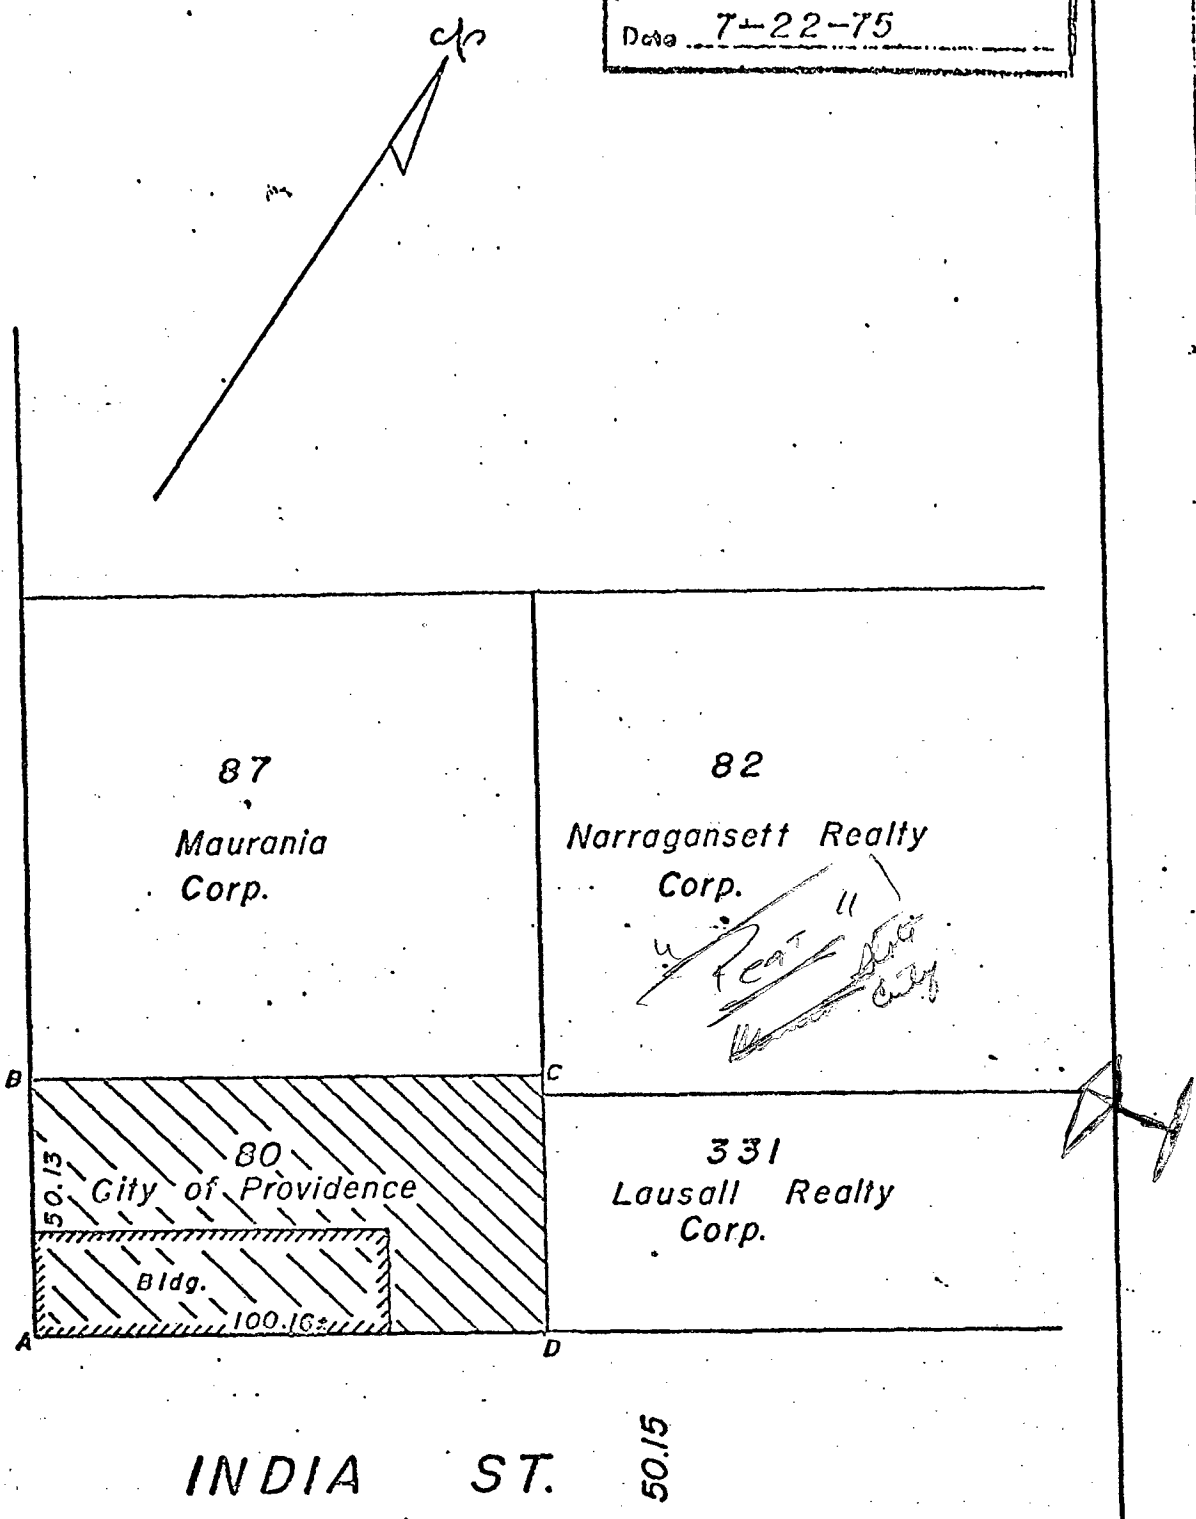 Date 7-22-75
87
Maurania
Corp.
82
Narragansett Realty
Corp.
B
C
50.13
80
City of Providence
331
Lausall Realty
Corp.
Bldg.
100.16±
A
D
INDIA ST.
50.15